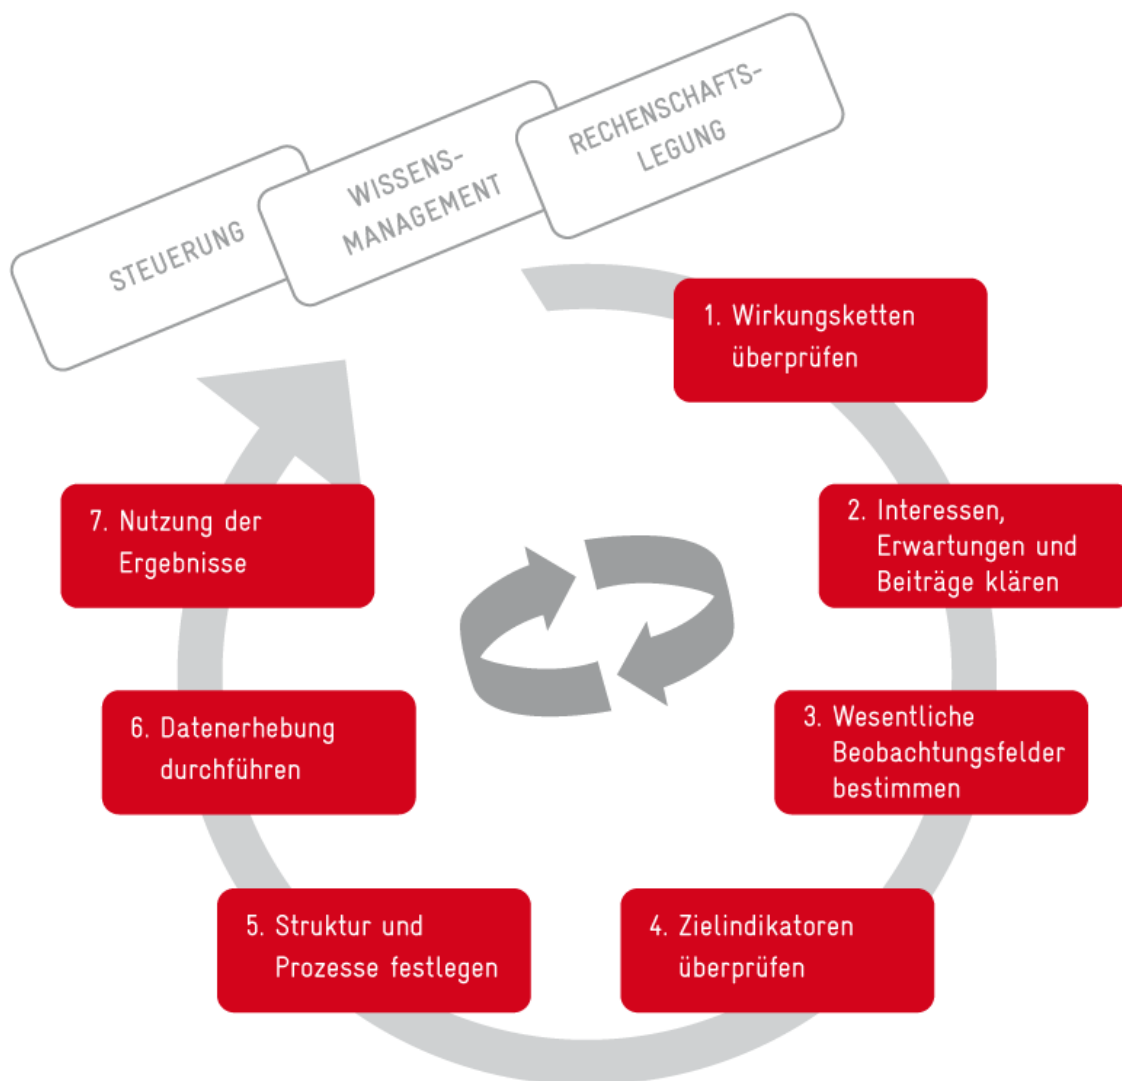 STEUERUNG
WISSENS-
MANAGEMENT
RECHENSCHAFTS-
LEGUNG
1. Wirkungsketten
überprüfen
2. Interessen,
Erwartungen und
Beiträge klären
3. Wesentliche
Beobachtungsfelder
bestimmen
4. Zielindikatoren
überprüfen
5. Struktur und
Prozesse festlegen
6. Datenerhebung
durchführen
7. Nutzung der
Ergebnisse